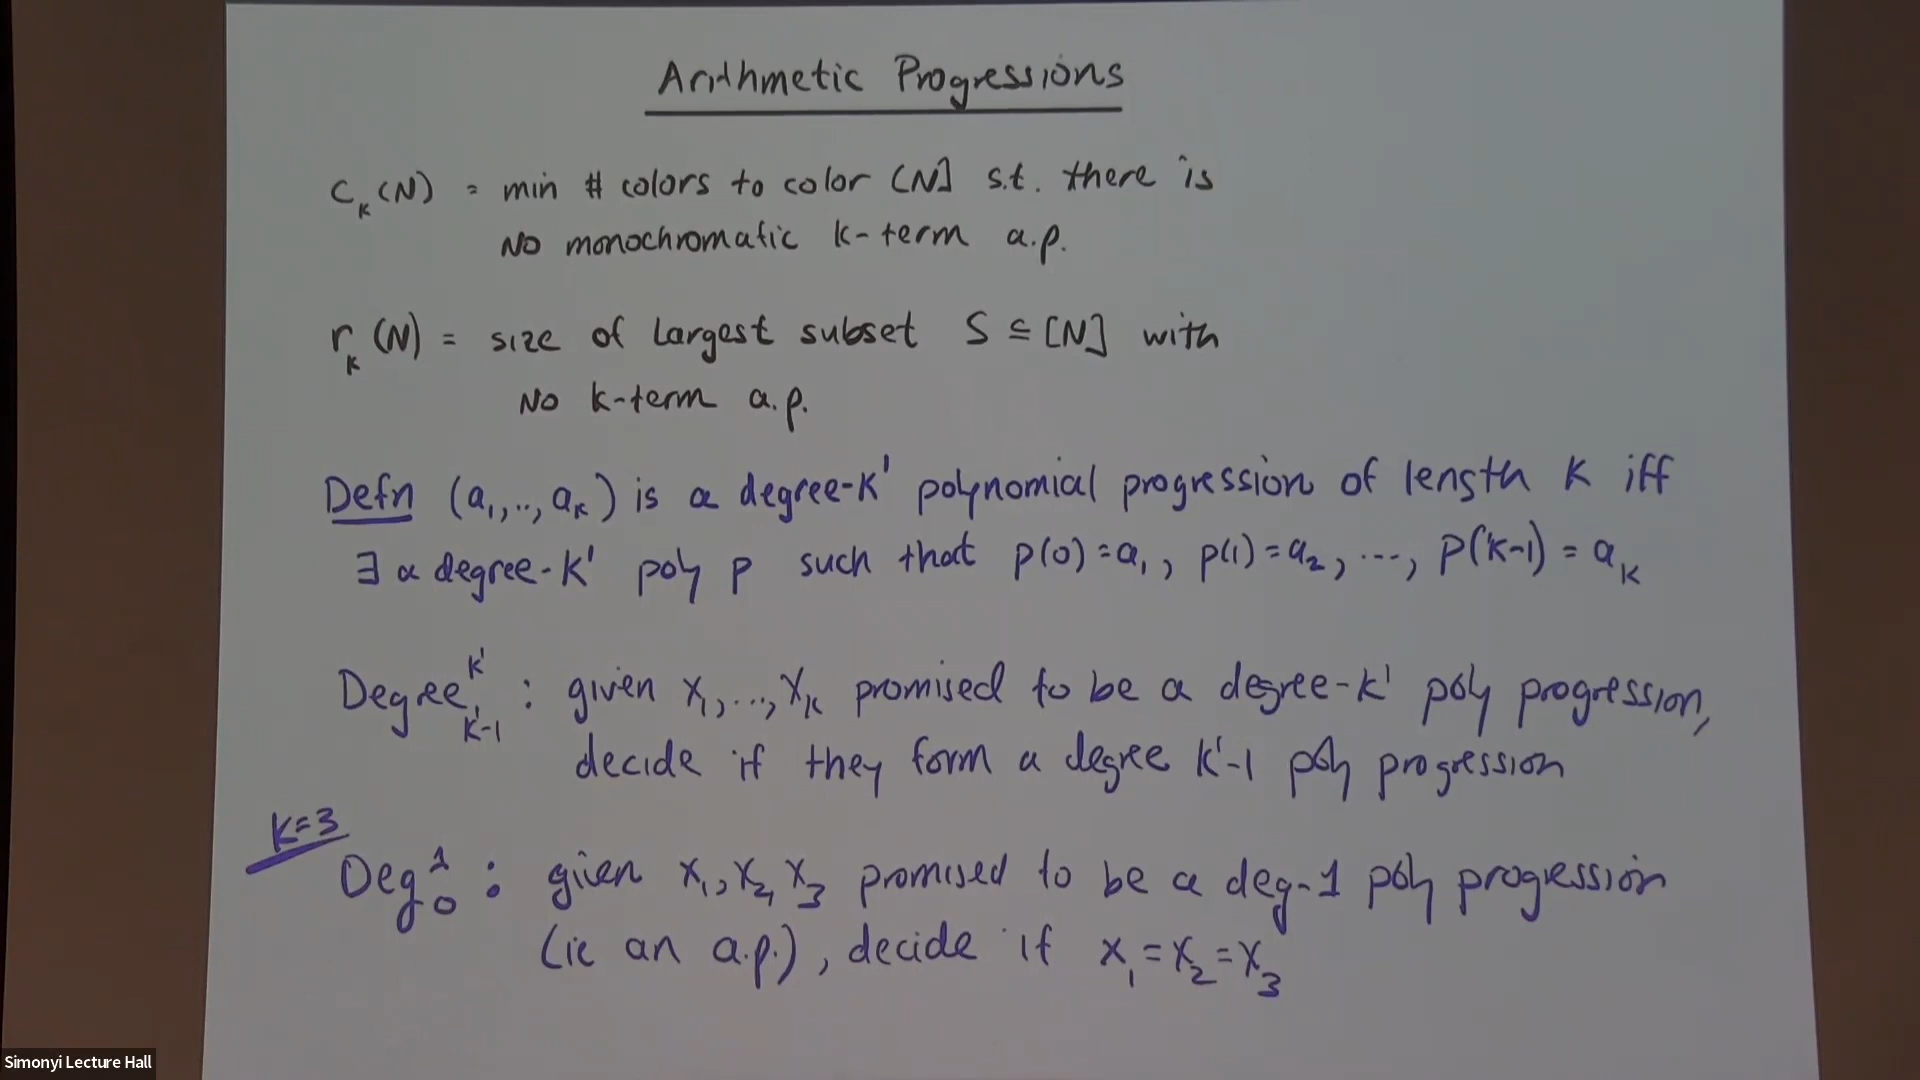 Arithmetic Progressions
C_k(N) = min # colors to color [N] s.t. there is
No monochromatic k-term a.p.
r_k(N) = size of largest subset S ⊆ [N] with
No k-term a.p.
Defn (a_1,..,a_k) is a degree-k' polynomial progression of length k iff
∃ a degree-k' poly p such that p(0)=a_1, p(1)=a_2, ..., p(k-1)=a_k
Degree^{k'}_{k'-1} : given x_1,...,x_k promised to be a degree-k' poly progression,
decide if they form a degree k'-1 poly progression
k=3
Deg^1_0 : given x_1, x_2, x_3 promised to be a deg-1 poly progression
(ie an a.p.), decide if x_1=x_2=x_3
Simonyi Lecture Hall